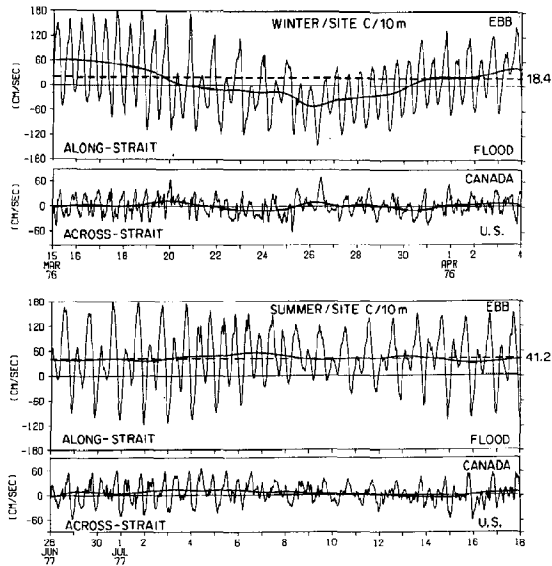 WINTER/SITE C/10m
EBB
180
120
60
0
-60
-120
-180
(CM/SEC)
18.4
ALONG-STRAIT
FLOOD
CANADA
60
0
-60
(CM/SEC)
ACROSS-STRAIT
U.S.
15 18 20 22 24 26 28 30 1 2 4
MAR APR
76 76
SUMMER/SITE C/10m
EBB
180
120
60
0
-60
-120
-180
(CM/SEC)
41.2
ALONG-STRAIT
FLOOD
CANADA
60
0
-60
(CM/SEC)
ACROSS-STRAIT
U.S.
28 30 1 2 4 6 8 10 12 14 16 18
JUN JUL
77 77